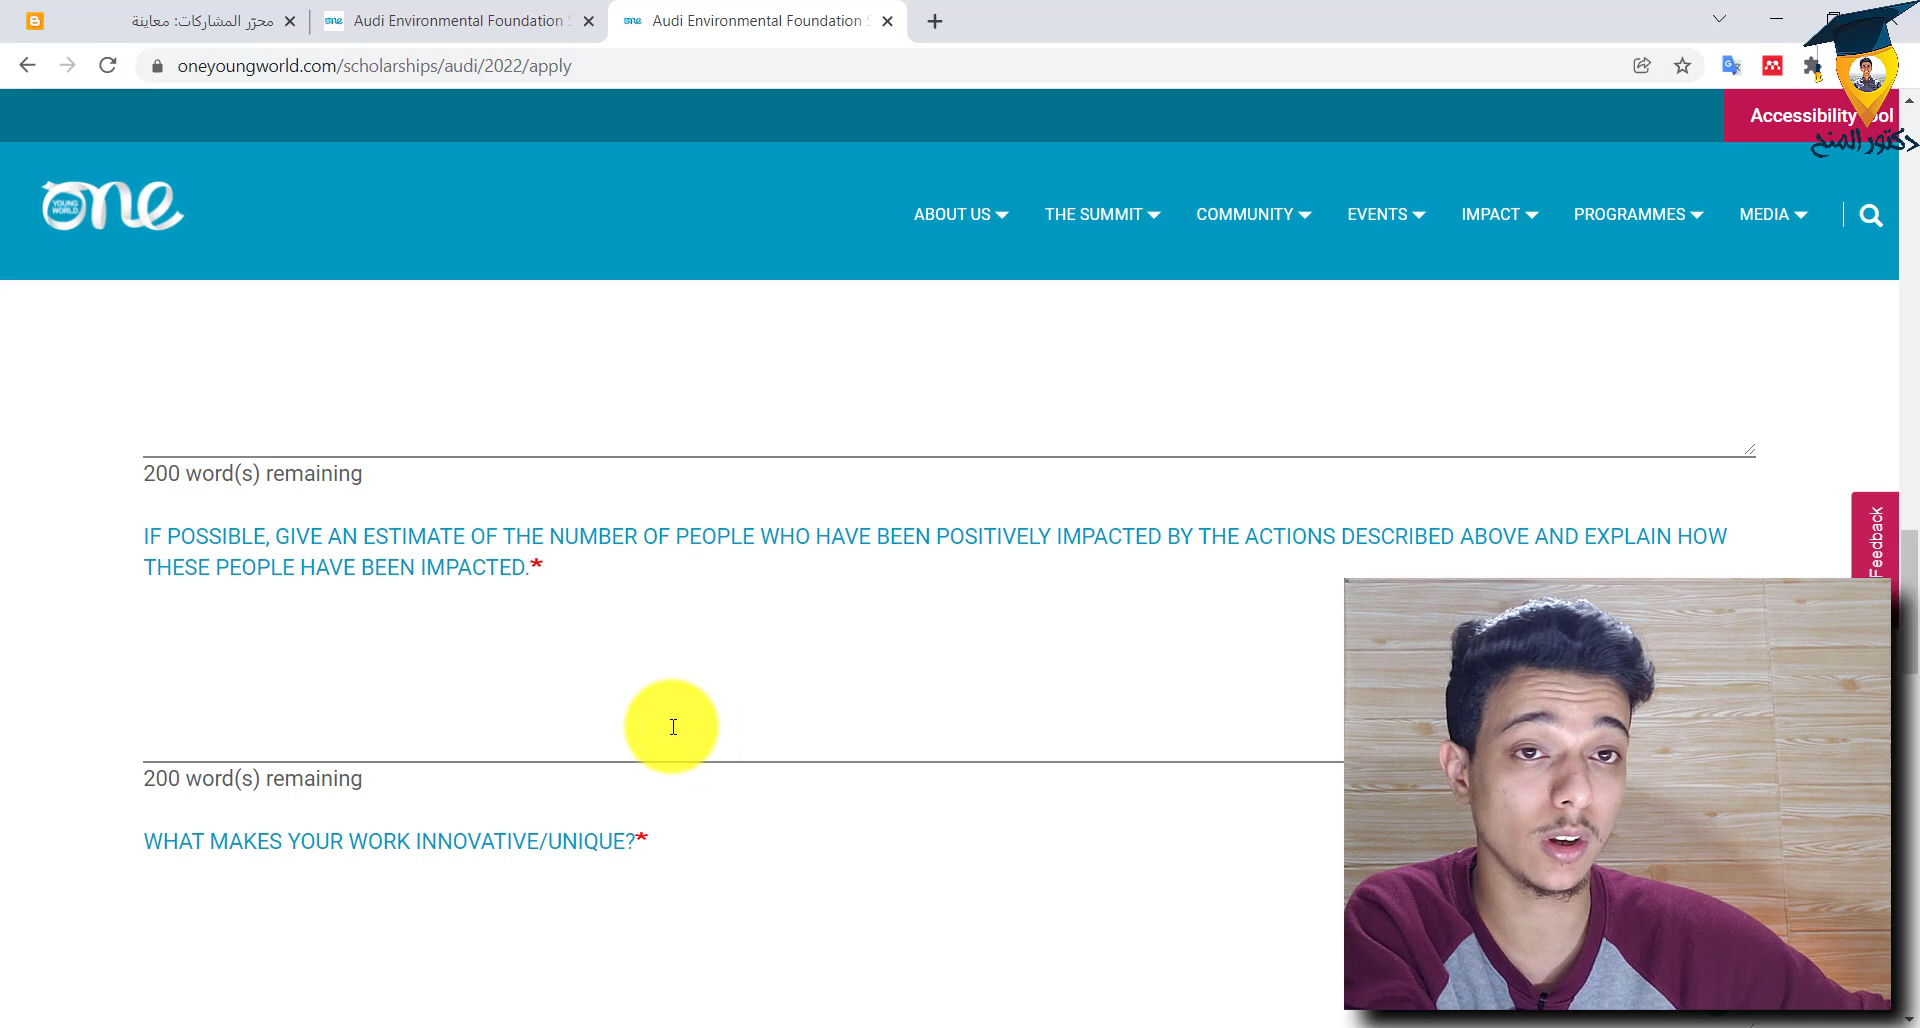 محرّر المشاركات: معاينة
Audi Environmental Foundation S
Audi Environmental Foundation S
oneyoungworld.com/scholarships/audi/2022/apply
Accessibility
دكتور المنح
one
YOUNG
WORLD
ABOUT US
THE SUMMIT
COMMUNITY
EVENTS
IMPACT
PROGRAMMES
MEDIA
200 word(s) remaining
IF POSSIBLE, GIVE AN ESTIMATE OF THE NUMBER OF PEOPLE WHO HAVE BEEN POSITIVELY IMPACTED BY THE ACTIONS DESCRIBED ABOVE AND EXPLAIN HOW
THESE PEOPLE HAVE BEEN IMPACTED.*
Feedback
200 word(s) remaining
WHAT MAKES YOUR WORK INNOVATIVE/UNIQUE?*